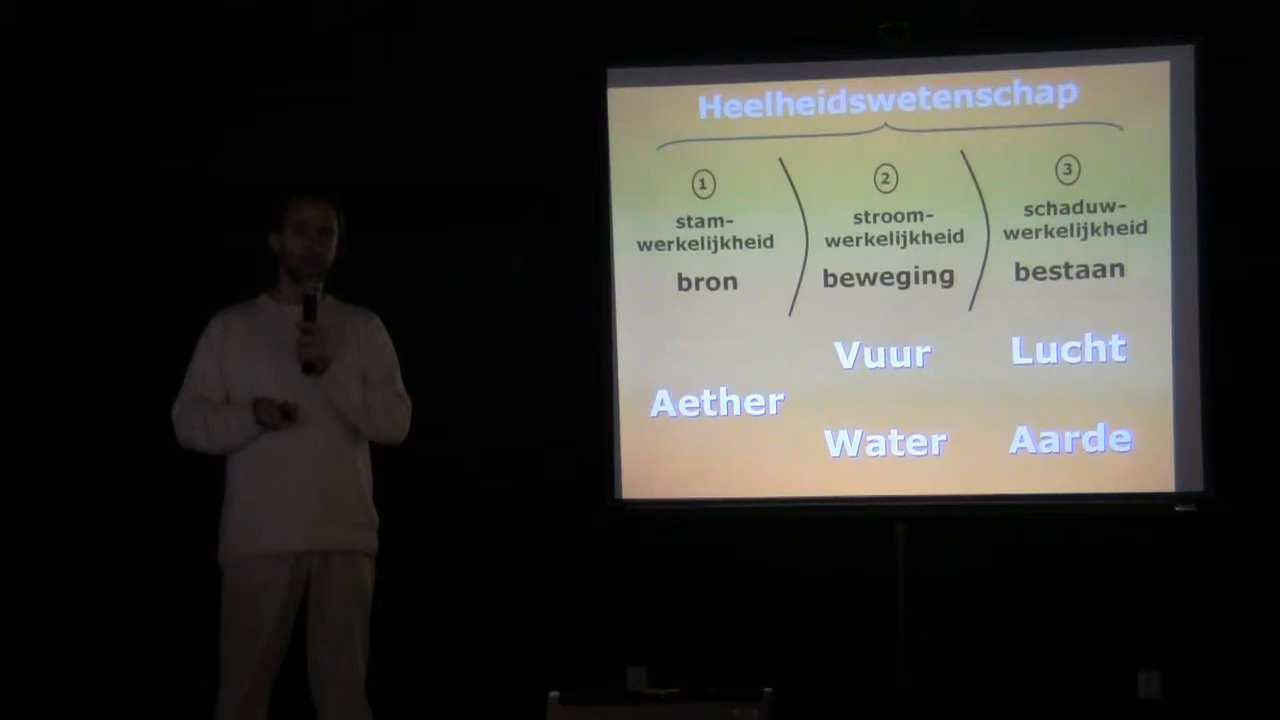 Heelheidswetenschap
1
stam-
werkelijkheid
bron
2
stroom-
werkelijkheid
beweging
3
schaduw-
werkelijkheid
bestaan
Aether
Vuur
Water
Lucht
Aarde